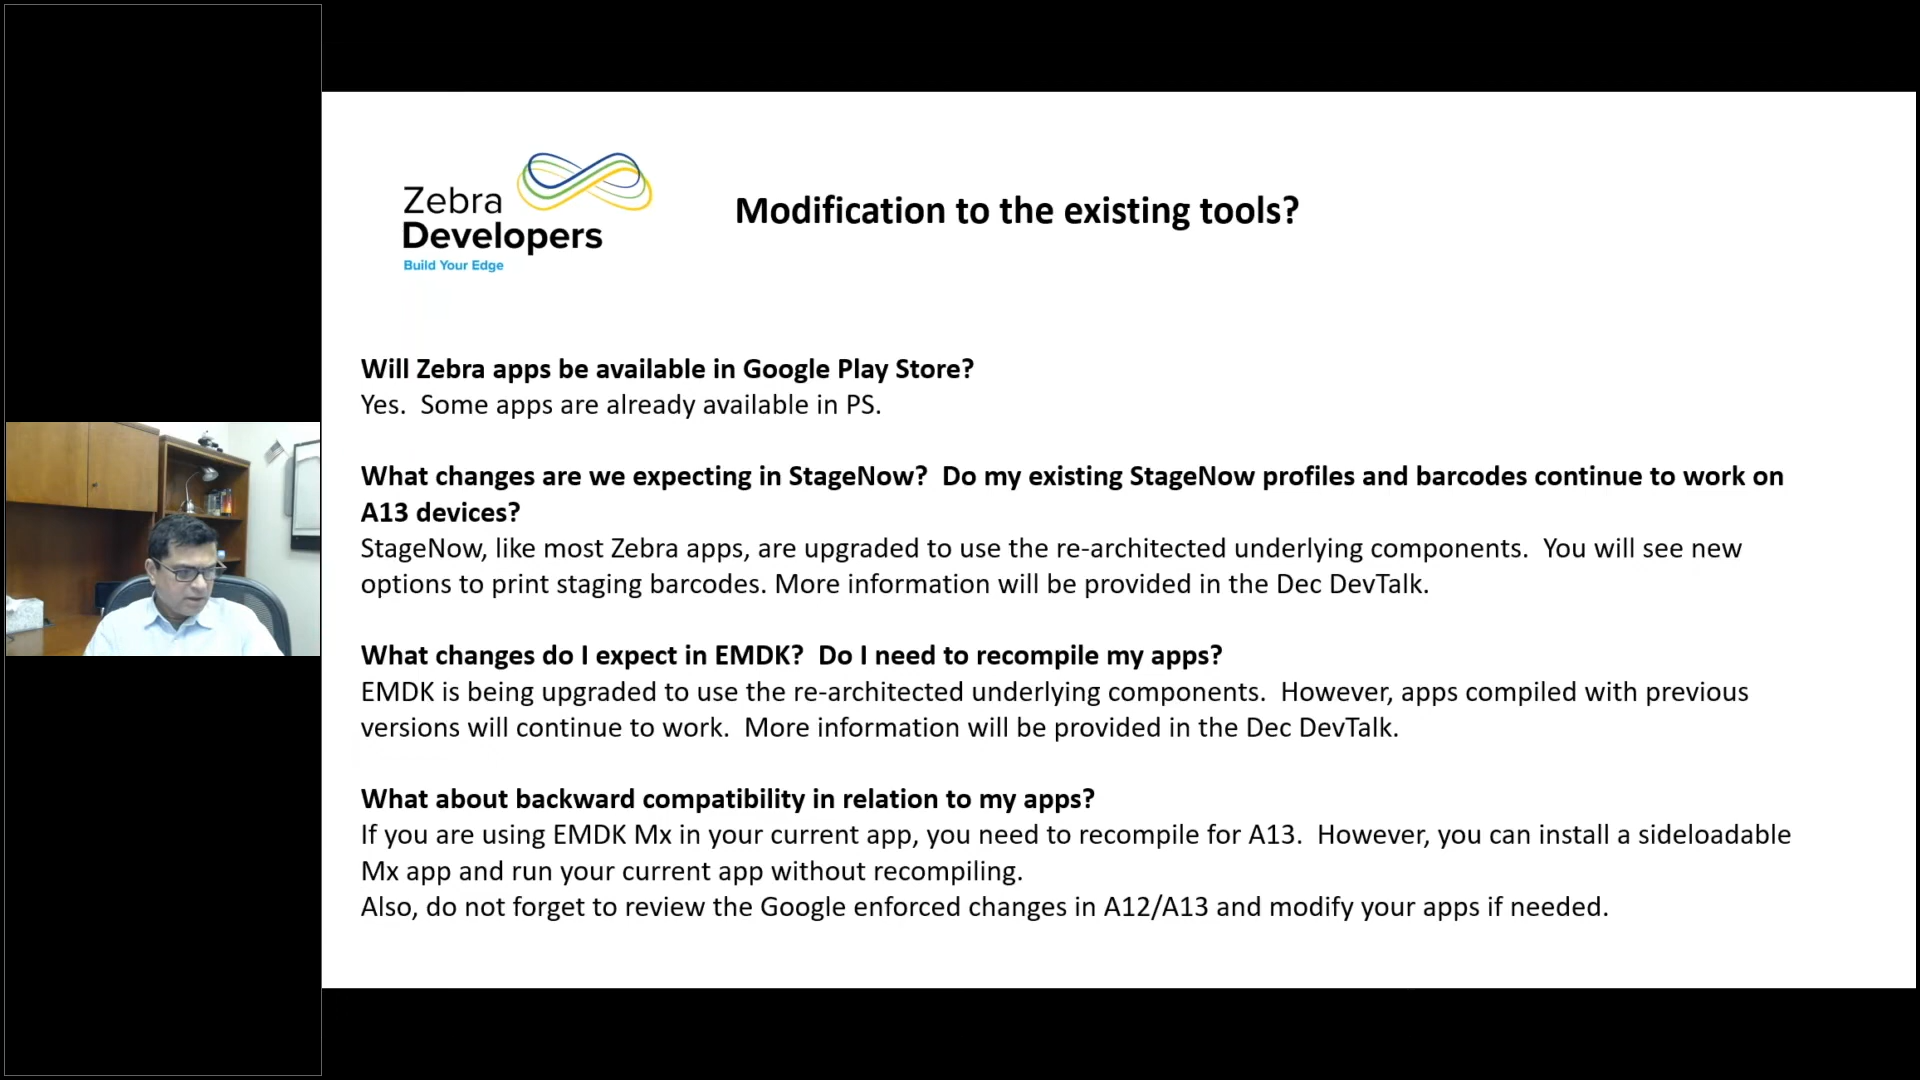 Zebra
Developers
Build Your Edge
Modification to the existing tools?
Will Zebra apps be available in Google Play Store?
Yes.  Some apps are already available in PS.
What changes are we expecting in StageNow?  Do my existing StageNow profiles and barcodes continue to work on
A13 devices?
StageNow, like most Zebra apps, are upgraded to use the re-architected underlying components.  You will see new
options to print staging barcodes. More information will be provided in the Dec DevTalk.
What changes do I expect in EMDK?  Do I need to recompile my apps?
EMDK is being upgraded to use the re-architected underlying components.  However, apps compiled with previous
versions will continue to work.  More information will be provided in the Dec DevTalk.
What about backward compatibility in relation to my apps?
If you are using EMDK Mx in your current app, you need to recompile for A13.  However, you can install a sideloadable
Mx app and run your current app without recompiling.
Also, do not forget to review the Google enforced changes in A12/A13 and modify your apps if needed.